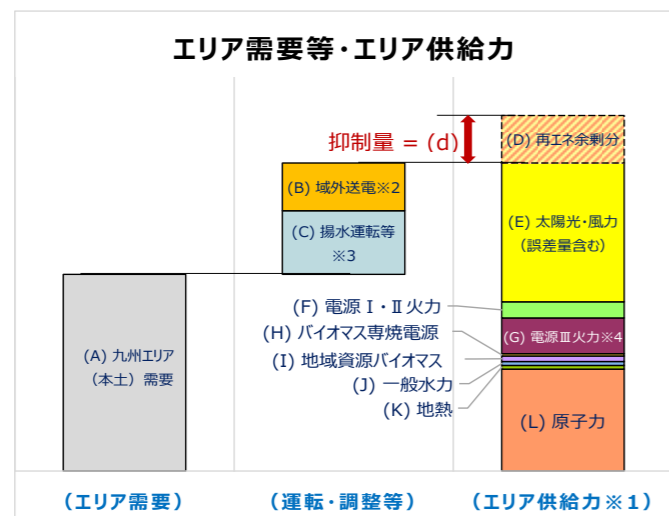 エリア需要等･エリア供給力
抑制量 = (d)
(D) 再エネ余剰分
(B) 域外送電※2
(C) 揚水運転等
※3
(E) 太陽光･風力
(誤差量含む)
(A) 九州エリア
（本土）需要
(F) 電源Ⅰ・Ⅱ火力
(G) 電源Ⅲ火力※4
(H) バイオマス専焼電源
(I) 地域資源バイオマス
(J) 一般水力
(K) 地熱
(L) 原子力
（エリア需要）
（運転･調整等）
（エリア供給力※1）